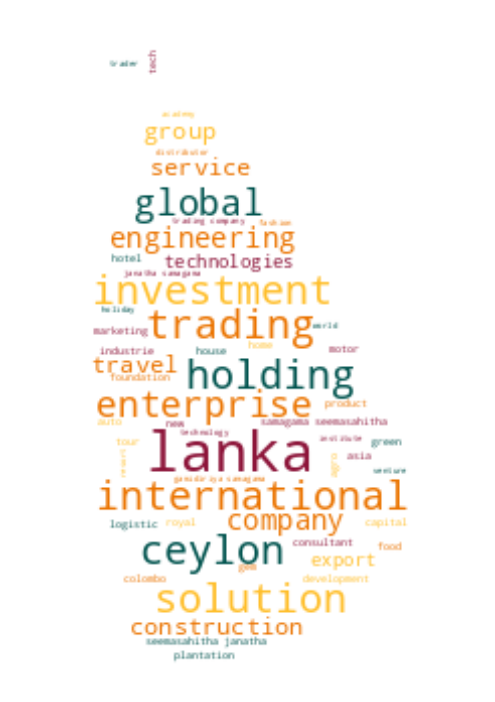 trader tech
academy
group
distributor
service
global
trading company fashion
engineering
hotel technologies
janatha samagama
investment
holiday
trading world
marketing
industrie house home motor
travel
foundation holding
enterprise product
auto new samagama seemasahitha
technology
tour lanka institute green
resort agro asia
venture
gamidiriya samagama
international
logistic royal company capital
ceylon consultant food
export
gem
colombo development
solution
construction
seemasahitha janatha
plantation